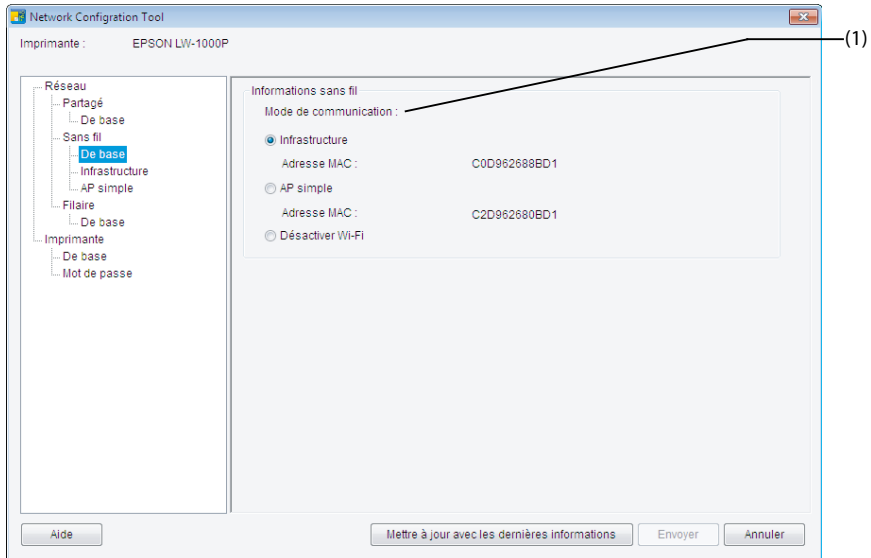 Network Configration Tool
Imprimante : EPSON LW-1000P
(1)
Réseau
Partagé
De base
Sans fil
De base
Infrastructure
AP simple
Filaire
De base
Imprimante
De base
Mot de passe
Informations sans fil
Mode de communication :
Infrastructure
Adresse MAC : C0D962688BD1
AP simple
Adresse MAC : C2D962680BD1
Désactiver Wi-Fi
Aide
Mettre à jour avec les dernières informations
Envoyer
Annuler